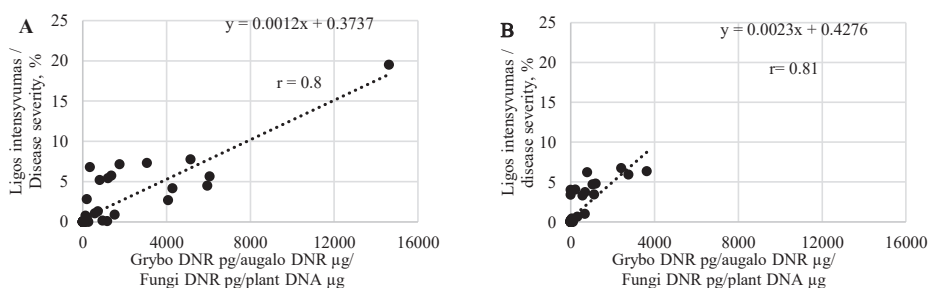 A
y = 0.0012x + 0.3737
r = 0.8
25
20
15
10
5
0
0 4000 8000 12000 16000
Ligos intensyvumas /
Disease severity, %
Grybo DNR pg/augalo DNR µg/
Fungi DNR pg/plant DNA µg
B
y = 0.0023x + 0.4276
r= 0.81
25
20
15
10
5
0
0 4000 8000 12000 16000
Ligos intensyvumas /
disease severity, %
Grybo DNR pg/augalo DNR µg/
Fungi DNR pg/plant DNA µg